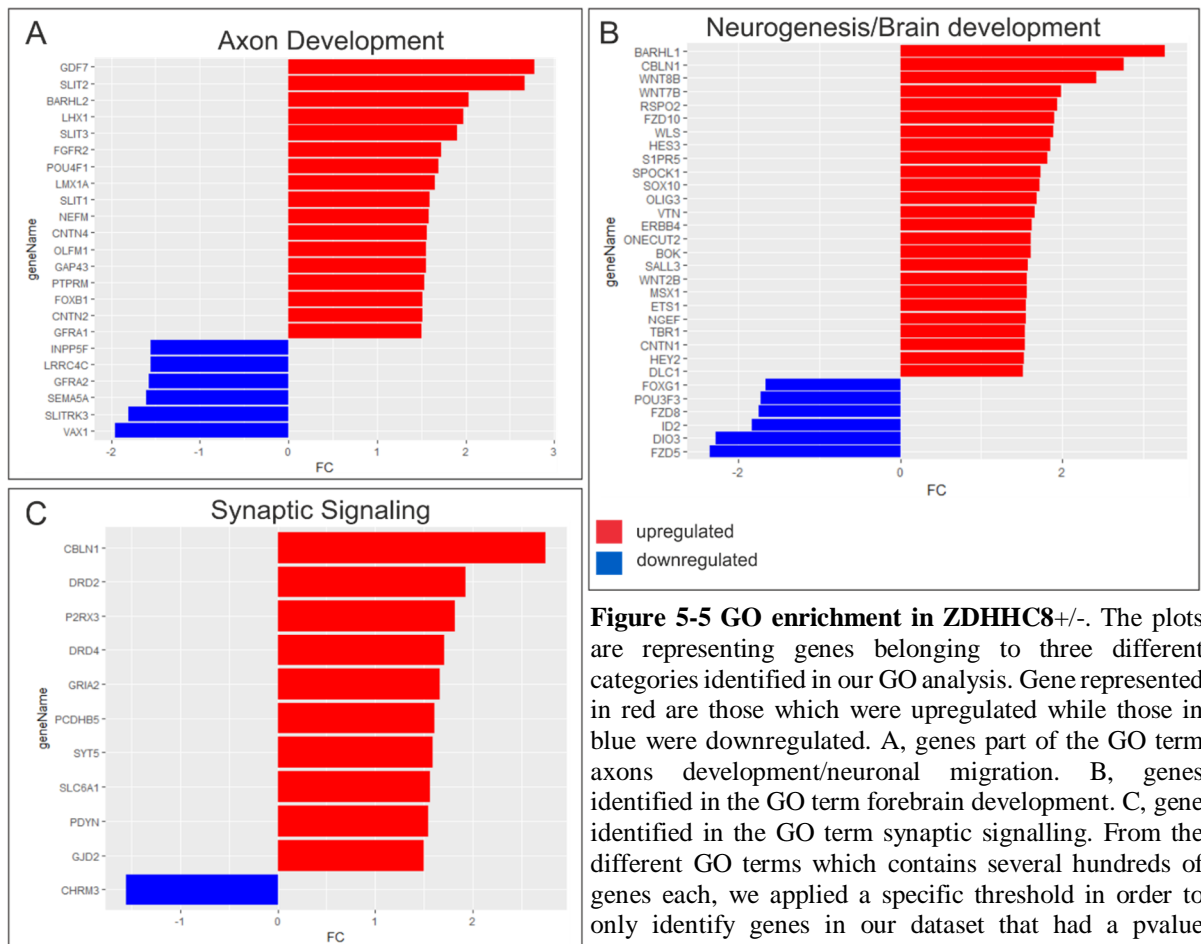 A
Axon Development
GDF7
SLIT2
BARHL2
LHX1
SLIT3
FGFR2
POU4F1
LMX1A
SLIT1
NEFM
CNTN4
OLFM1
GAP43
PTPRM
FOXB1
CNTN2
GFRA1
INPP5F
LRRC4C
GFRA2
SEMA5A
SLITRK3
VAX1
geneName
-2 -1 0 1 2 3
FC
B
Neurogenesis/Brain development
BARHL1
CBLN1
WNT8B
WNT7B
RSPO2
FZD10
WLS
HES3
S1PR5
SPOCK1
SOX10
OLIG3
VTN
ERBB4
ONECUT2
BOK
SALL3
WNT2B
MSX1
ETS1
NGEF
TBR1
CNTN1
HEY2
DLC1
FOXG1
POU3F3
FZD8
ID2
DIO3
FZD5
geneName
-2 0 2
FC
upregulated
downregulated
C
Synaptic Signaling
CBLN1
DRD2
P2RX3
DRD4
GRIA2
PCDHB5
SYT5
SLC6A1
PDYN
GJD2
CHRM3
geneName
-1 0 1 2
FC
Figure 5-5 GO enrichment in ZDHHC8+/-. The plots
are representing genes belonging to three different
categories identified in our GO analysis. Gene represented
in red are those which were upregulated while those in
blue were downregulated. A, genes part of the GO term
axons development/neuronal migration. B, genes
identified in the GO term forebrain development. C, gene
identified in the GO term synaptic signalling. From the
different GO terms which contains several hundreds of
genes each, we applied a specific threshold in order to
only identify genes in our dataset that had a pvalue